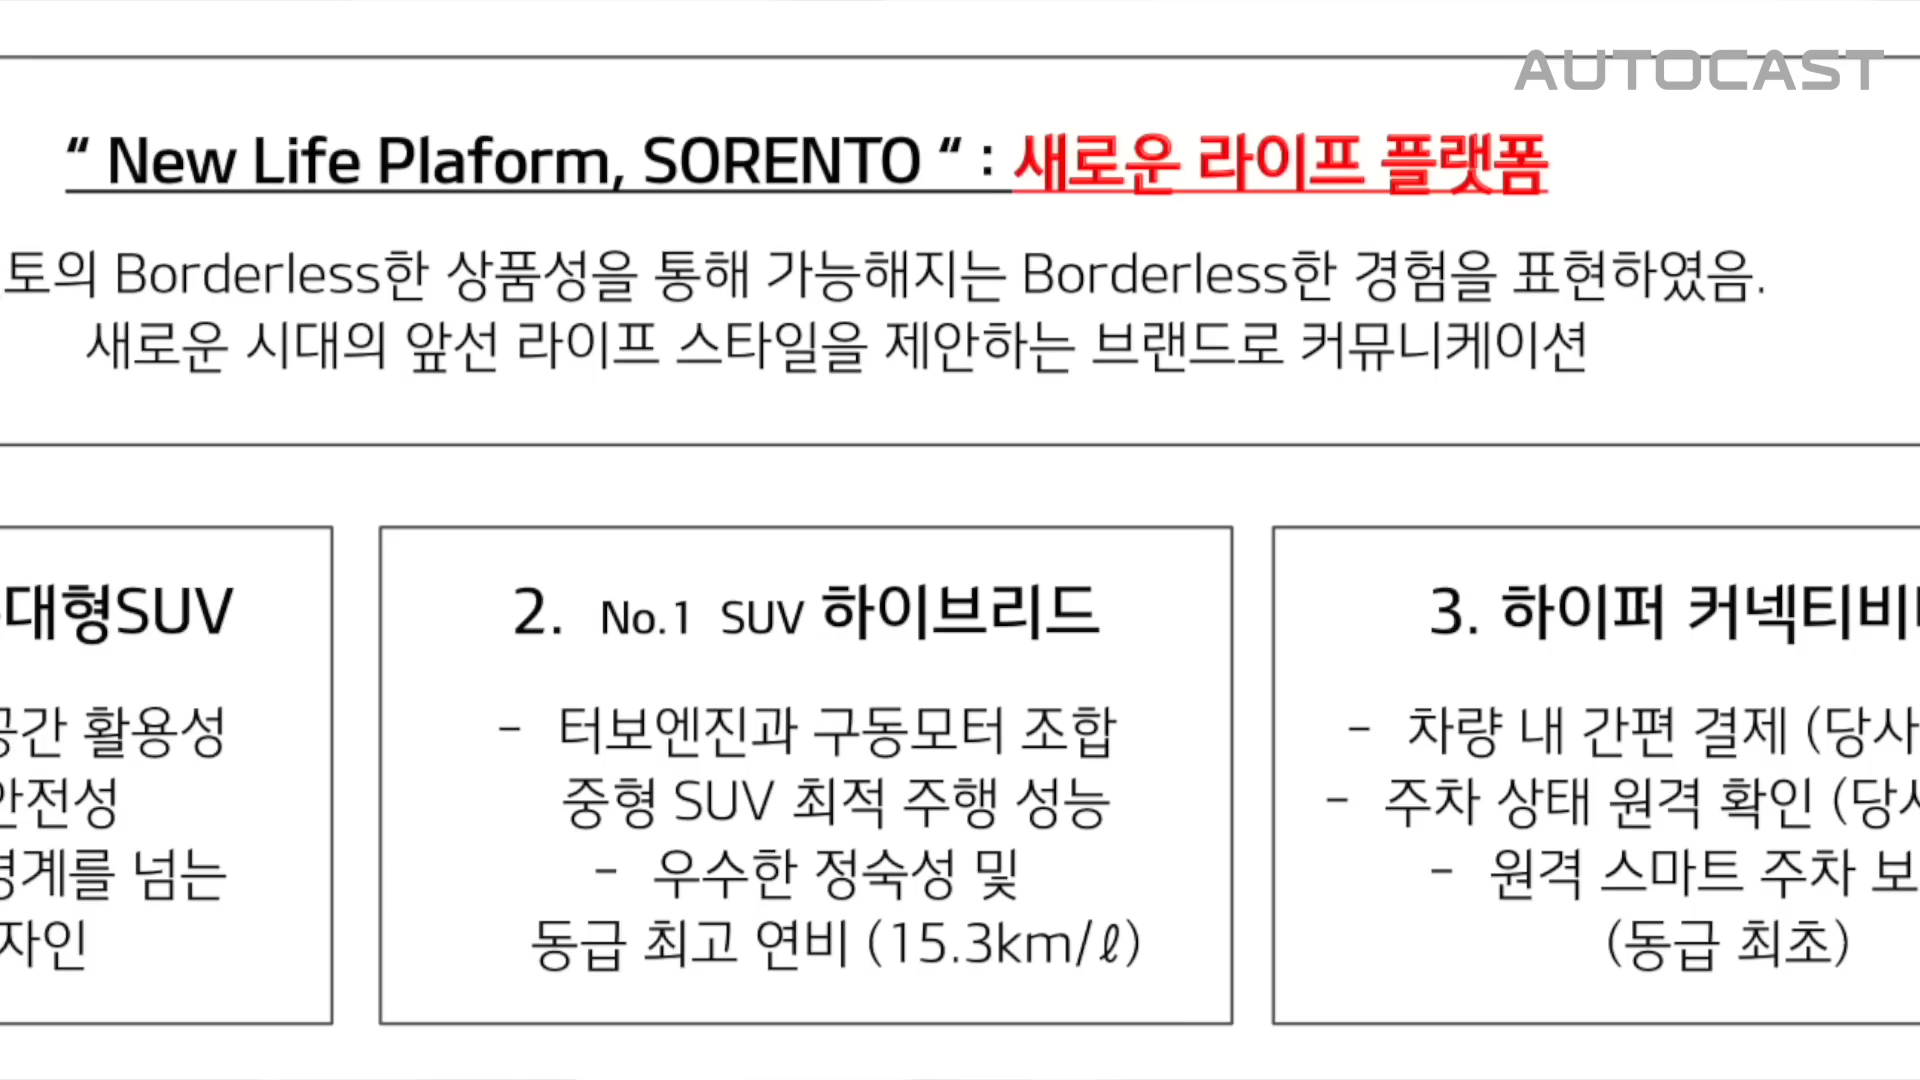 AUTOCAST
“ New Life Plaform, SORENTO “ : 새로운 라이프 플랫폼
토의 Borderless한 상품성을 통해 가능해지는 Borderless한 경험을 표현하였음.
새로운 시대의 앞선 라이프 스타일을 제안하는 브랜드로 커뮤니케이션
대형SUV
공간 활용성
안전성
경계를 넘는
자인
2. No.1 SUV 하이브리드
- 터보엔진과 구동모터 조합
중형 SUV 최적 주행 성능
- 우수한 정숙성 및
동급 최고 연비 (15.3km/ℓ)
3. 하이퍼 커넥티비
- 차량 내 간편 결제 (당사
- 주차 상태 원격 확인 (당사
- 원격 스마트 주차 보
(동급 최초)